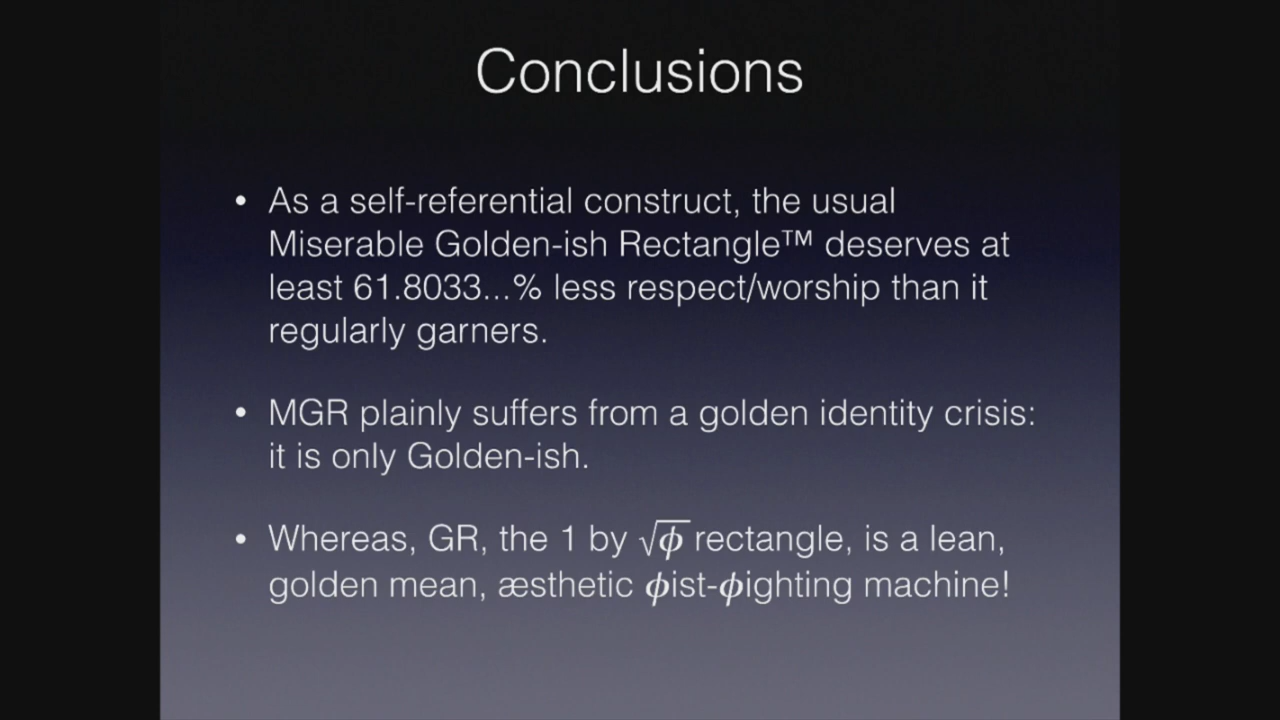 Conclusions
• As a self-referential construct, the usual
Miserable Golden-ish Rectangle™ deserves at
least 61.8033...% less respect/worship than it
regularly garners.
• MGR plainly suffers from a golden identity crisis:
it is only Golden-ish.
• Whereas, GR, the 1 by √ϕ rectangle, is a lean,
golden mean, æsthetic ϕist-ϕighting machine!